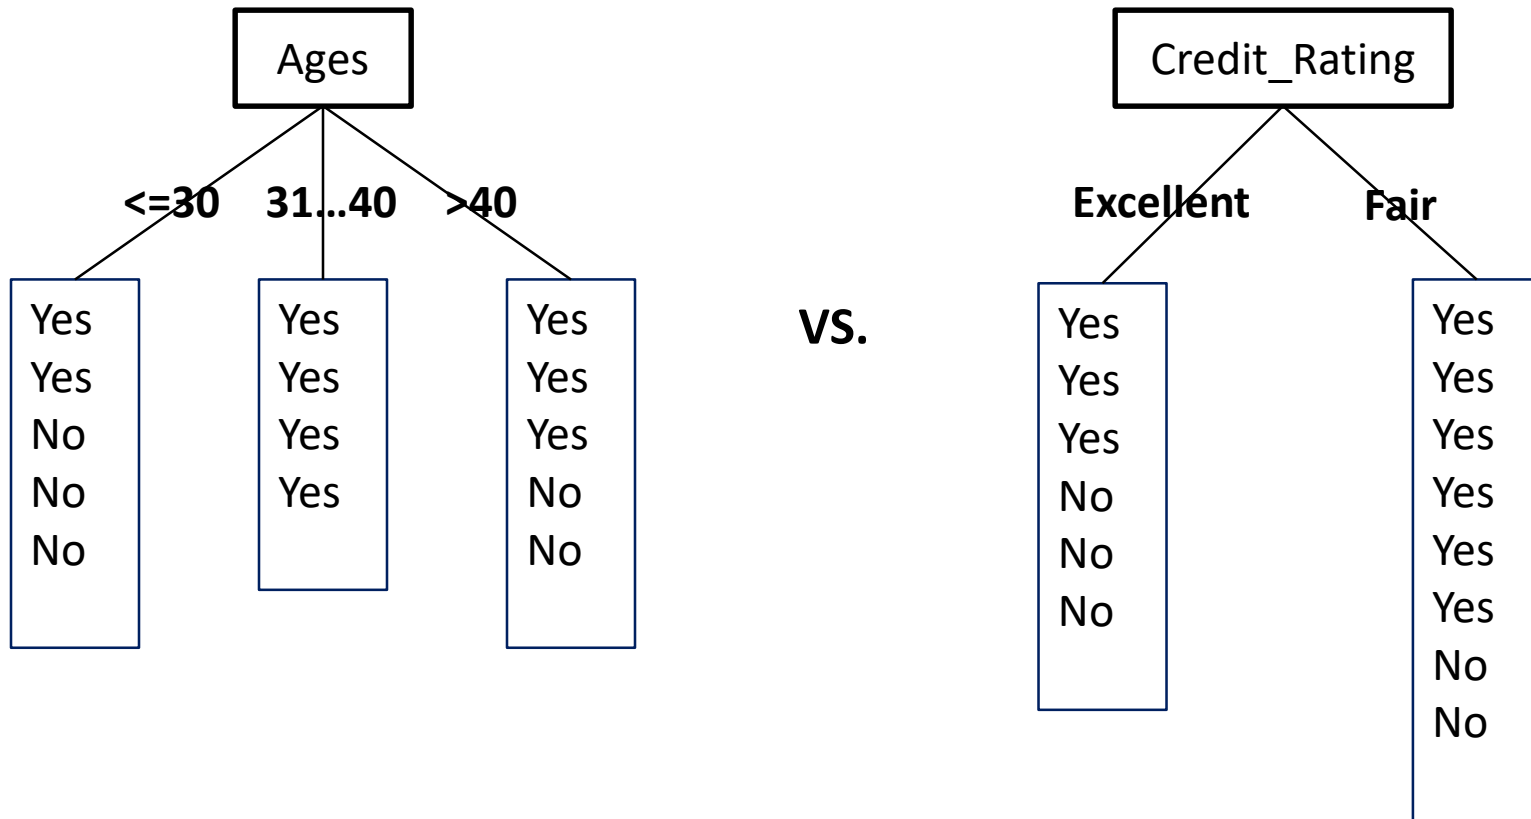 Ages
<=30 31...40 >40
Yes
Yes
No
No
No
Yes
Yes
Yes
Yes
Yes
Yes
Yes
No
No
VS.
Credit_Rating
Excellent Fair
Yes
Yes
Yes
No
No
No
Yes
Yes
Yes
Yes
Yes
Yes
No
No